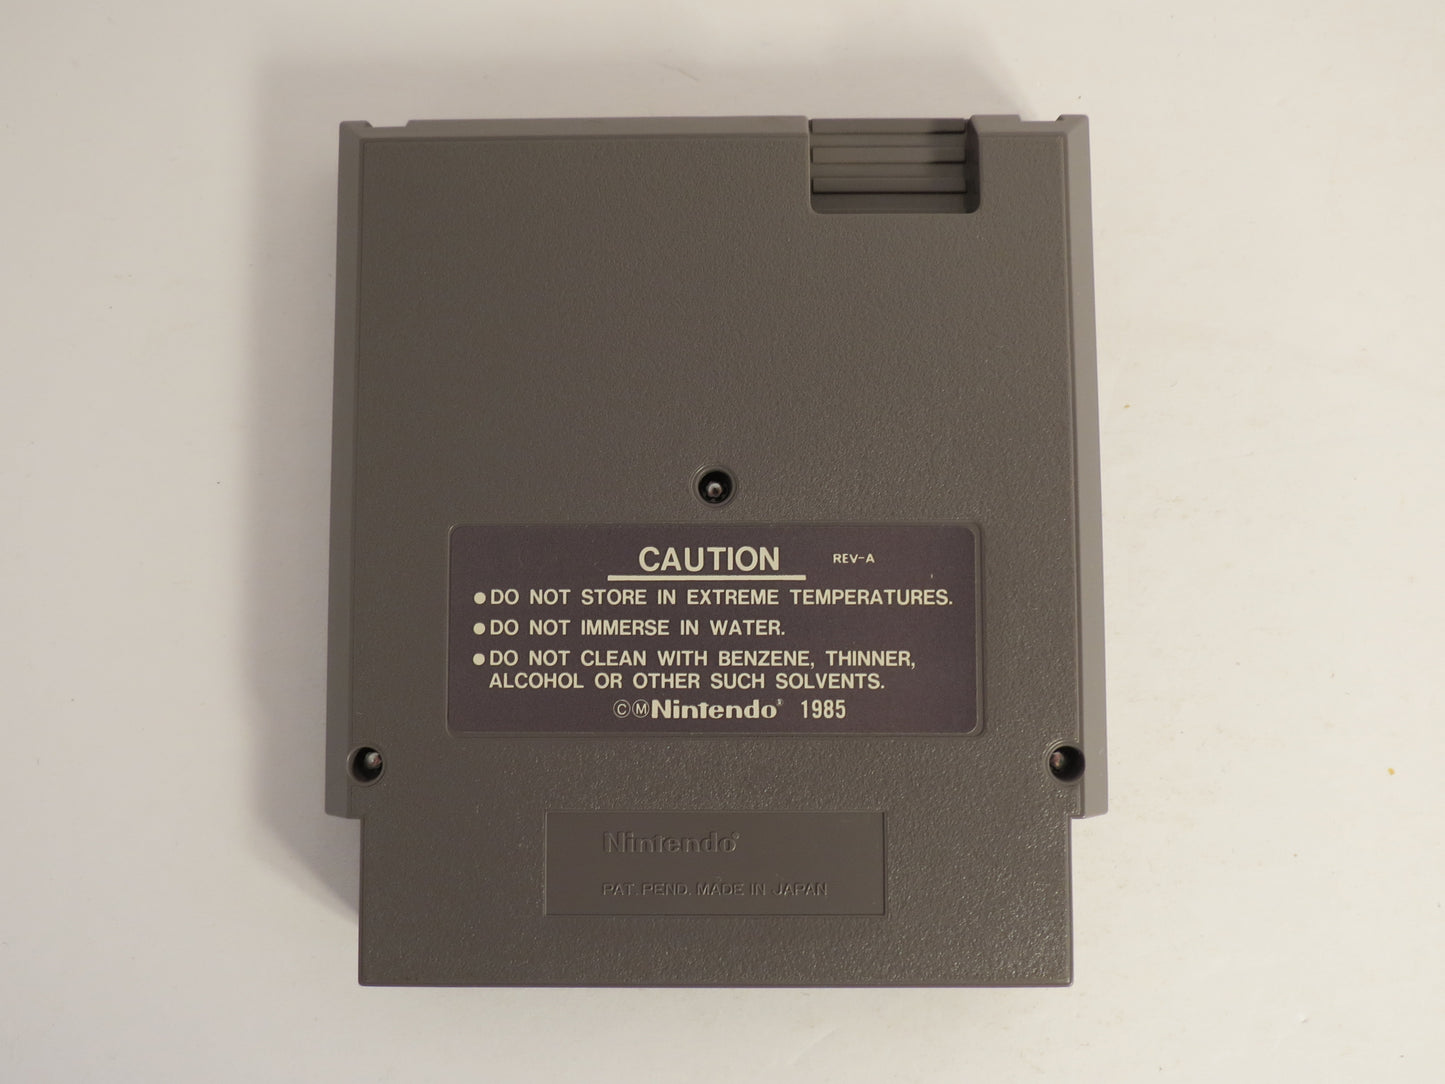 CAUTION REV-A
●DO NOT STORE IN EXTREME TEMPERATURES.
●DO NOT IMMERSE IN WATER.
●DO NOT CLEAN WITH BENZENE, THINNER,
ALCOHOL OR OTHER SUCH SOLVENTS.
ⒸⓂNintendo® 1985
Nintendo®
PAT. PEND. MADE IN JAPAN